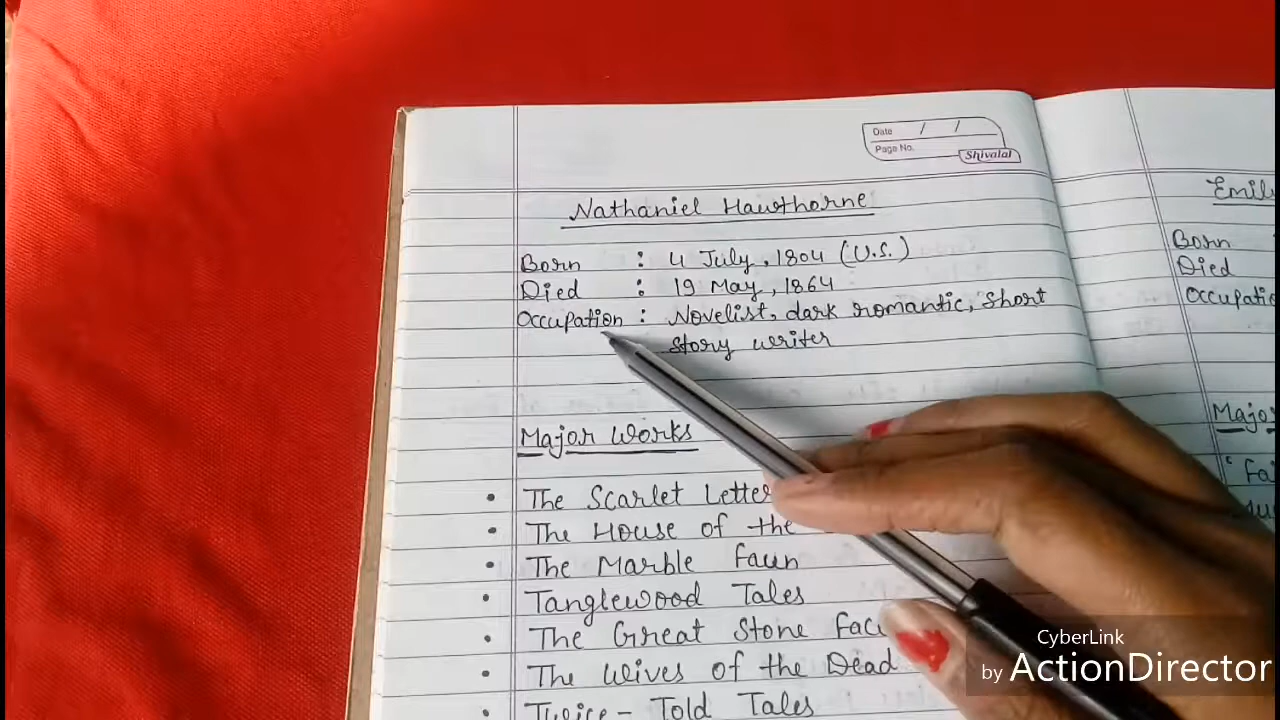 Date / /
Page No.
Shivalal
Nathaniel Hawthorne
Born : 4 July, 1804 (U.S.)
Died : 19 May, 1864
Occupation : Novelist, dark romantic, Short
Story writer
Major Works
• The Scarlet Letter
• The House of the
• The Marble Faun
• Tanglewood Tales
• The Great Stone Face
• The Wives of the Dead
• Twice-Told Tales
Born
Died
CyberLink
by ActionDirector